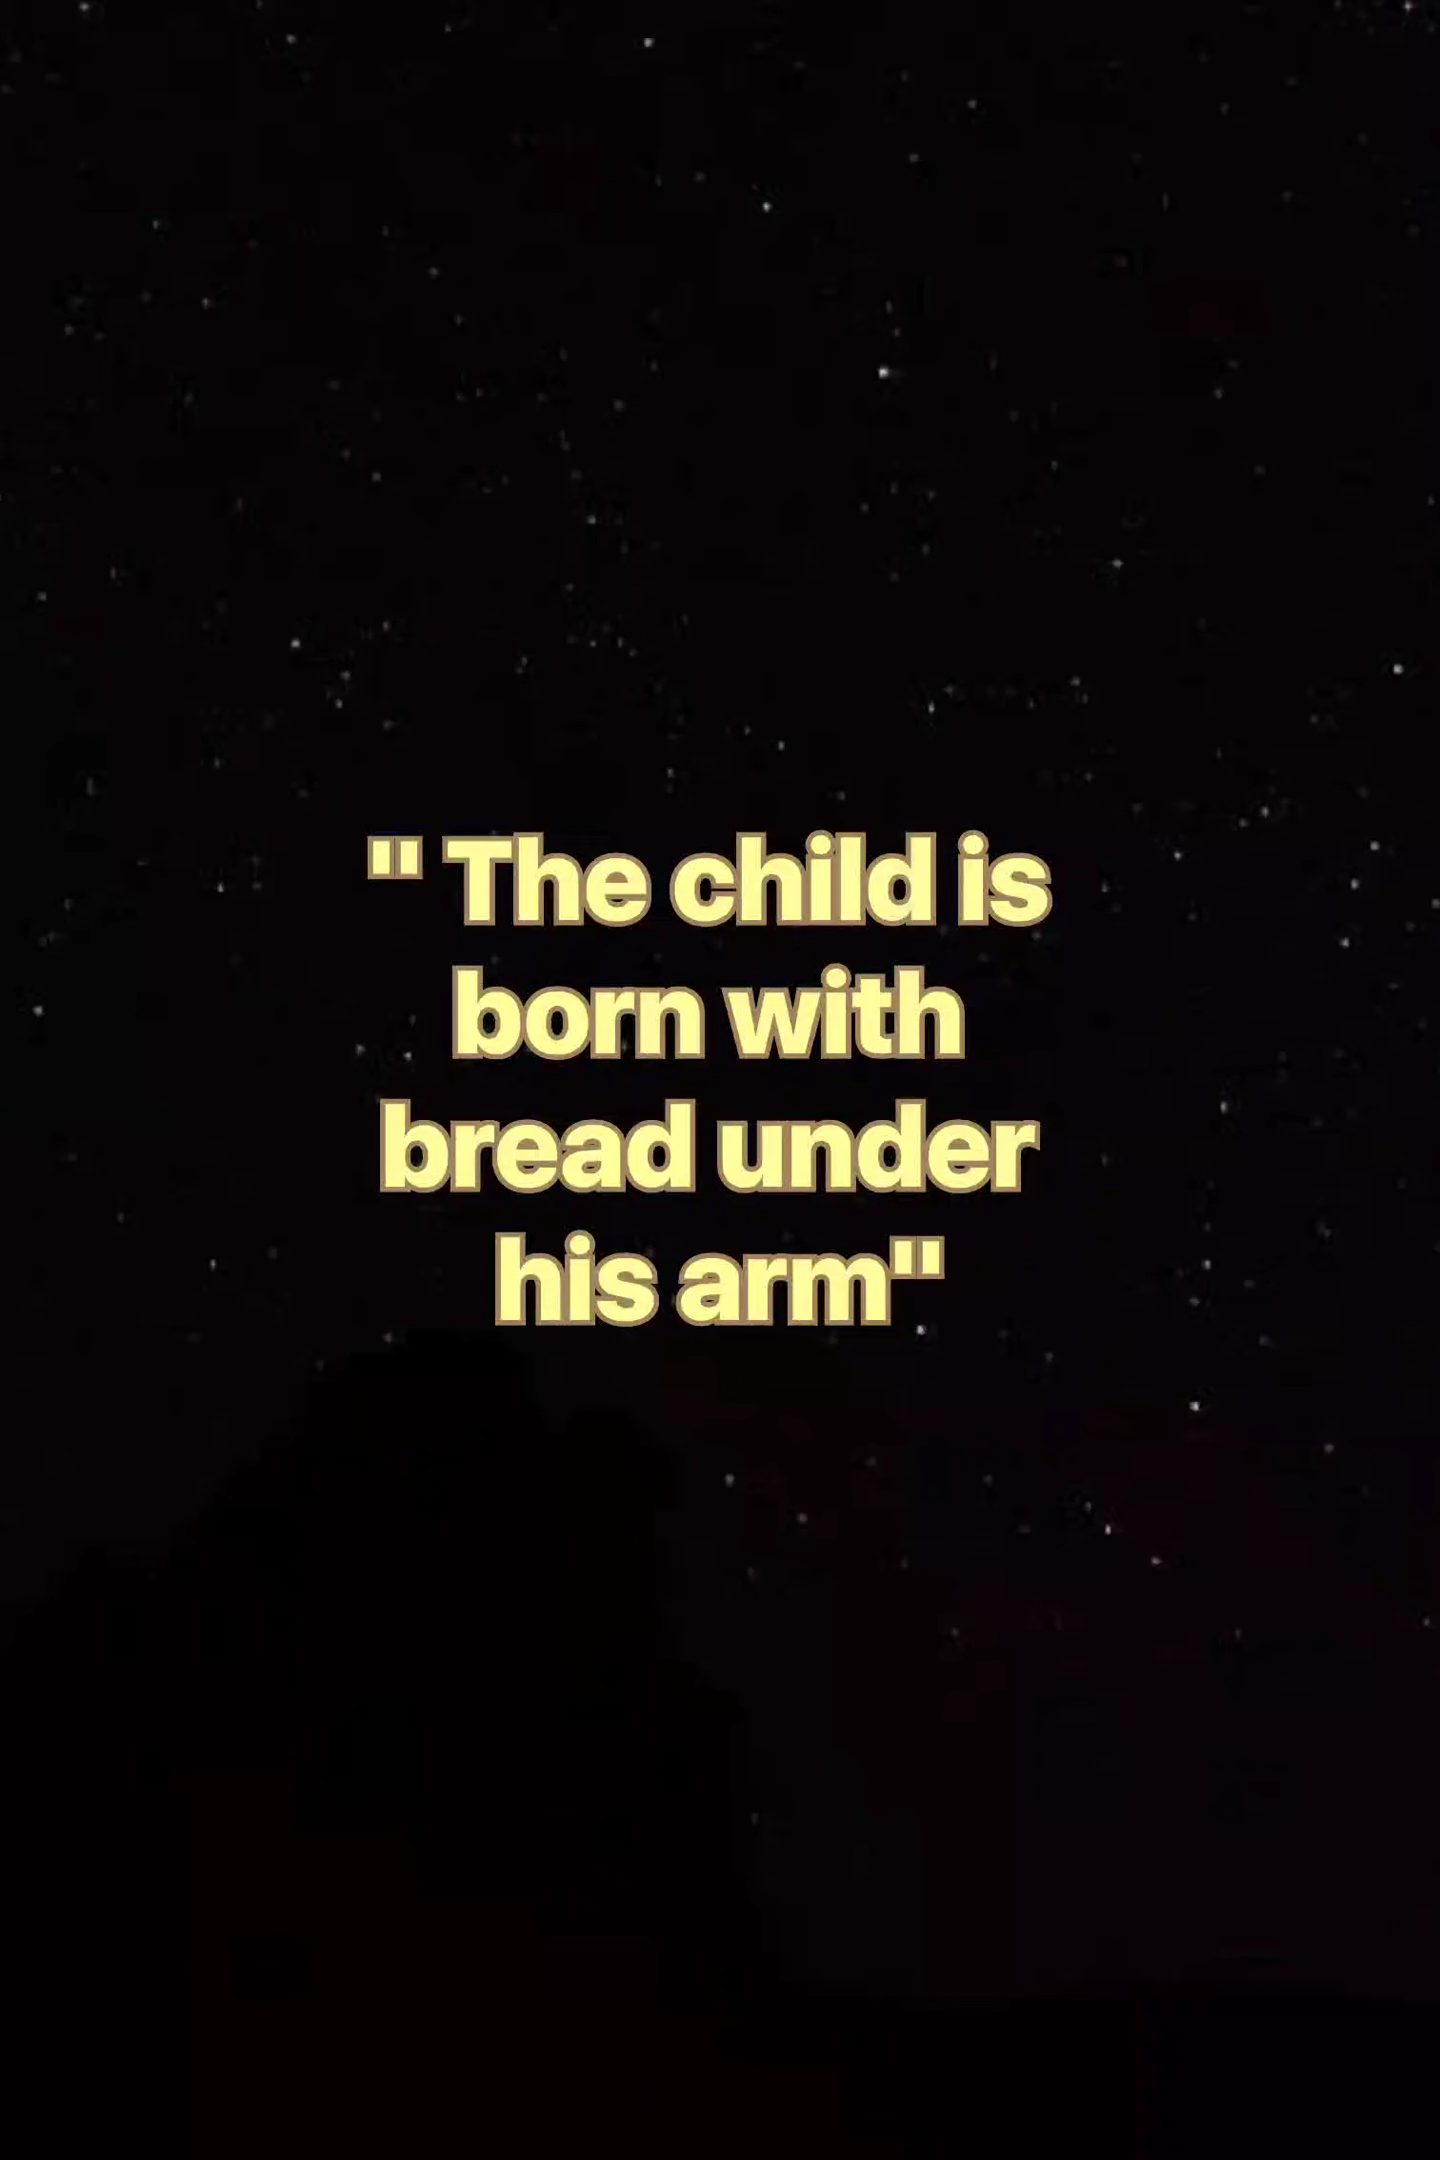 " The child is
born with
bread under
his arm"